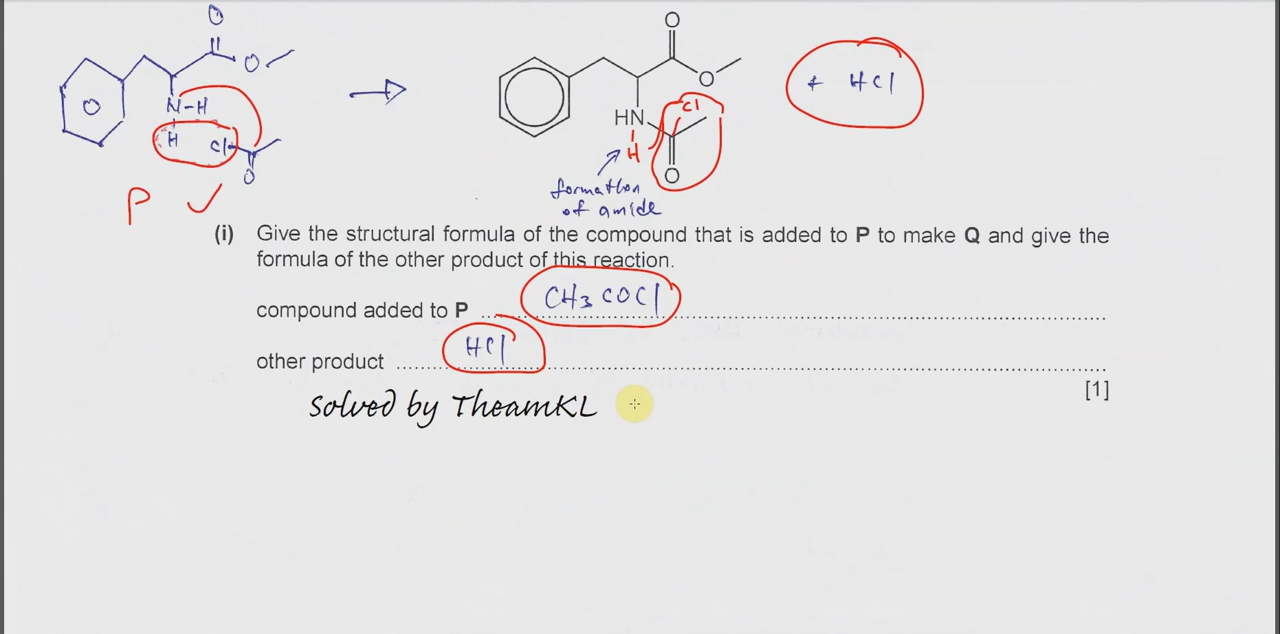 O
O
N-H
H Cl
O
P ✓
O
O
HN
Cl
H
O
formation
of amide
+ HCl
(i) Give the structural formula of the compound that is added to P to make Q and give the
formula of the other product of this reaction.
compound added to P ...... CH3COCl ......
other product ...... HCl ......
[1]
Solved by TheamKL